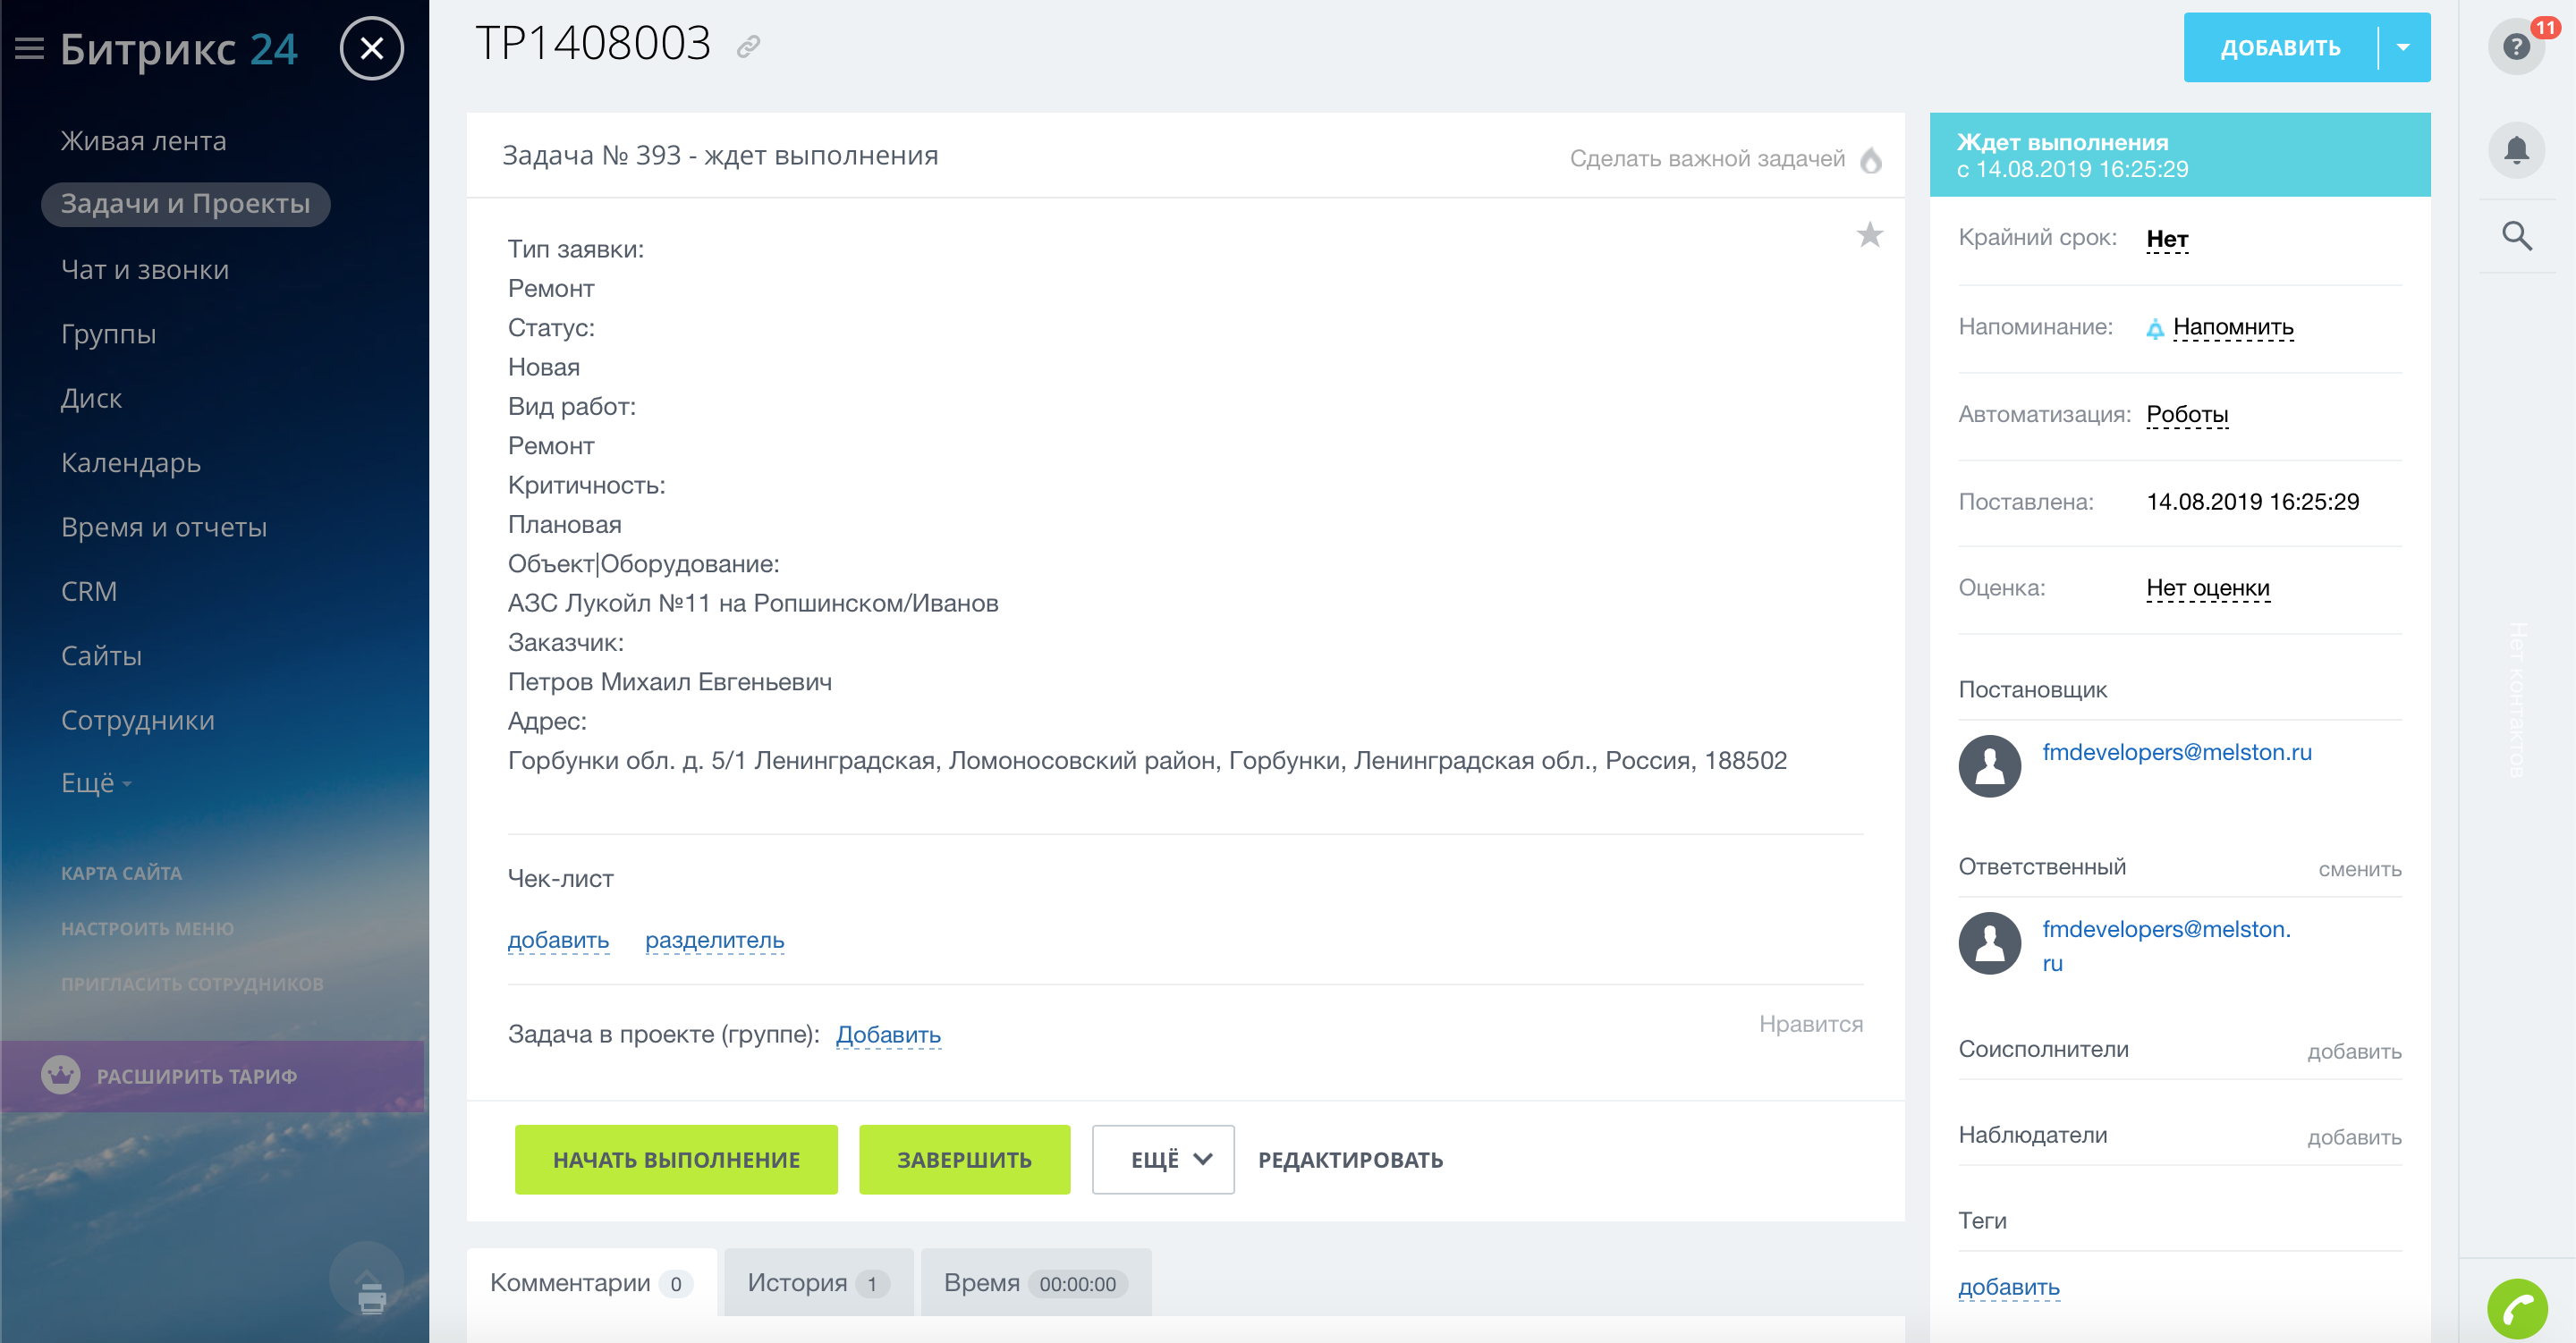 Битрикс 24
Живая лента
Задачи и Проекты
Чат и звонки
Группы
Диск
Календарь
Время и отчеты
CRM
Сайты
Сотрудники
Ещё
КАРТА САЙТА
НАСТРОИТЬ МЕНЮ
ПРИГЛАСИТЬ СОТРУДНИКОВ
РАСШИРИТЬ ТАРИФ
ТР1408003
ДОБАВИТЬ
Задача № 393 - ждет выполнения
Сделать важной задачей
Тип заявки:
Ремонт
Статус:
Новая
Вид работ:
Ремонт
Критичность:
Плановая
Объект|Оборудование:
АЗС Лукойл №11 на Ропшинском/Иванов
Заказчик:
Петров Михаил Евгеньевич
Адрес:
Горбунки обл. д. 5/1 Ленинградская, Ломоносовский район, Горбунки, Ленинградская обл., Россия, 188502
Чек-лист
добавить разделитель
Задача в проекте (группе): Добавить
Нравится
НАЧАТЬ ВЫПОЛНЕНИЕ
ЗАВЕРШИТЬ
ЕЩЁ
РЕДАКТИРОВАТЬ
Комментарии 0
История 1
Время 00:00:00
Ждет выполнения
с 14.08.2019 16:25:29
Крайний срок: Нет
Напоминание: Напомнить
Автоматизация: Роботы
Поставлена: 14.08.2019 16:25:29
Оценка: Нет оценки
Постановщик
fmdevelopers@melston.ru
Ответственный сменить
fmdevelopers@melston.
ru
Соисполнители добавить
Наблюдатели добавить
Теги
добавить
?
11
Нет контактов